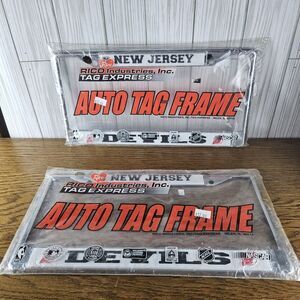 NEW JERSEY
RICO Industries, Inc.
TAG EXPRESS
AUTO TAG FRAME
DEVILS
NEW JERSEY
RICO Industries, Inc.
TAG EXPRESS
AUTO TAG FRAME
NASCAR
DEVILS